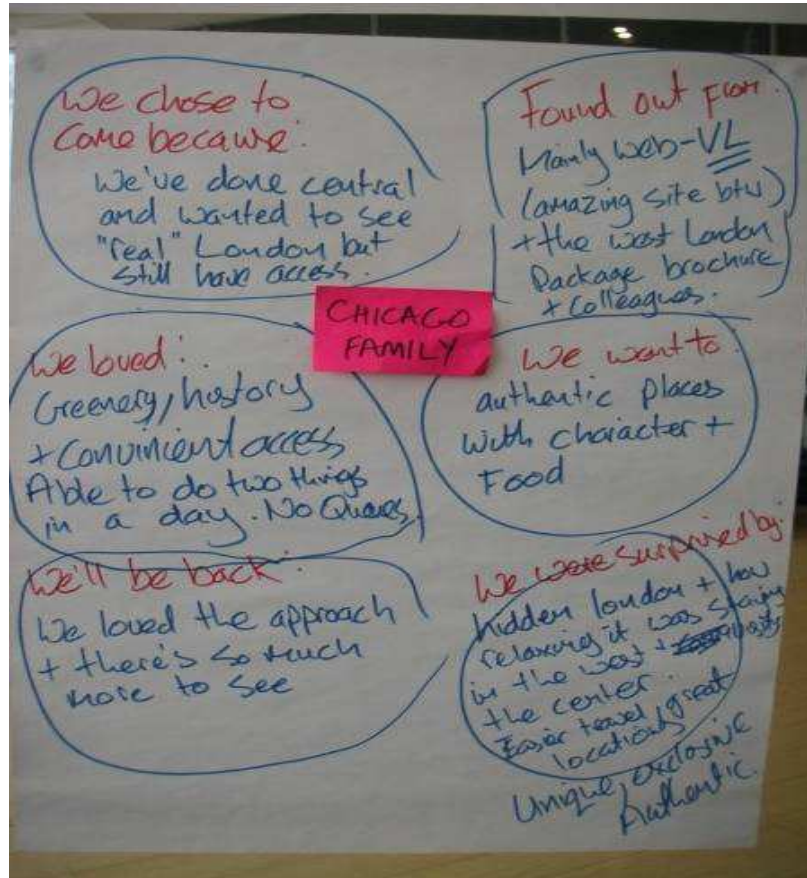 We chose to
come because:
We've done central
and wanted to see
"real" London but
still have access.
Found out from:
Mainly web-VL
(amazing site btw)
+ the west London
Package brochure
+ colleagues.
CHICAGO
FAMILY
We loved:
Greenery, history
+ convinient access
Able to do two things
in a day. No Queues
We want to:
authentic places
with character +
Food
We'll be back:
We loved the approach
+ there's so much
more to see
We were surprised by:
hidden london + how
relaxing it was staying
in the west +
the center.
Easier travel, great
locations
Unique, exclusive
Authentic.